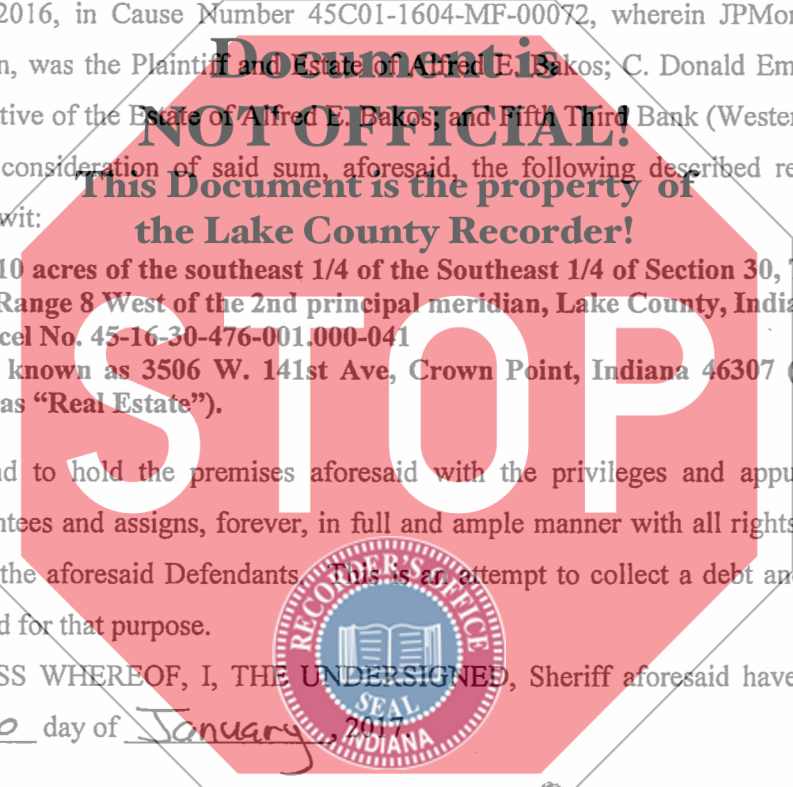 2016, in Cause Number 45C01-1604-MF-00072, wherein JPMor
n, was the Plaintiff and Estate of Alfred E. Bakos; C. Donald Em
Document is
tive of the Estate of Alfred E. Bakos; and Fifth Third Bank (Wester
NOT OFFICIAL!
consideration of said sum, aforesaid, the following described re
This Document is the property of
wit:
the Lake County Recorder!
10 acres of the southeast 1/4 of the Southeast 1/4 of Section 30, T
Range 8 West of the 2nd principal meridian, Lake County, India
cel No. 45-16-30-476-001.000-041
known as 3506 W. 141st Ave, Crown Point, Indiana 46307 (
as “Real Estate”).
STOP
nd to hold the premises aforesaid with the privileges and appu
ntees and assigns, forever, in full and ample manner with all rights
the aforesaid Defendants. This is an attempt to collect a debt an
d for that purpose.
SS WHEREOF, I, THE UNDERSIGNED, Sheriff aforesaid have
day of January, 2017.
RECORDER'S OFFICE
SEAL
INDIANA